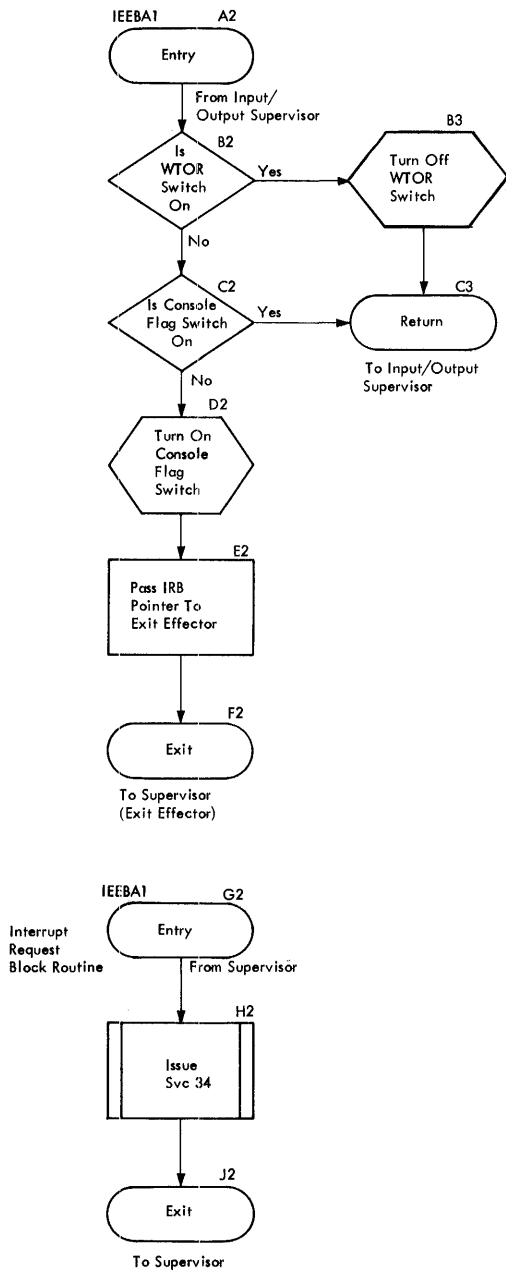 IEEBA1 A2
Entry
From Input/
Output Supervisor
B2
Is
WTOR
Switch
On
Yes
B3
Turn Off
WTOR
Switch
No
C2
Is Console
Flag Switch
On
Yes
C3
Return
To Input/Output
Supervisor
No
D2
Turn On
Console
Flag
Switch
E2
Pass IRB
Pointer To
Exit Effector
F2
Exit
To Supervisor
(Exit Effector)
IEEBA1 G2
Entry
Interrupt
Request
Block Routine
From Supervisor
H2
Issue
Svc 34
J2
Exit
To Supervisor